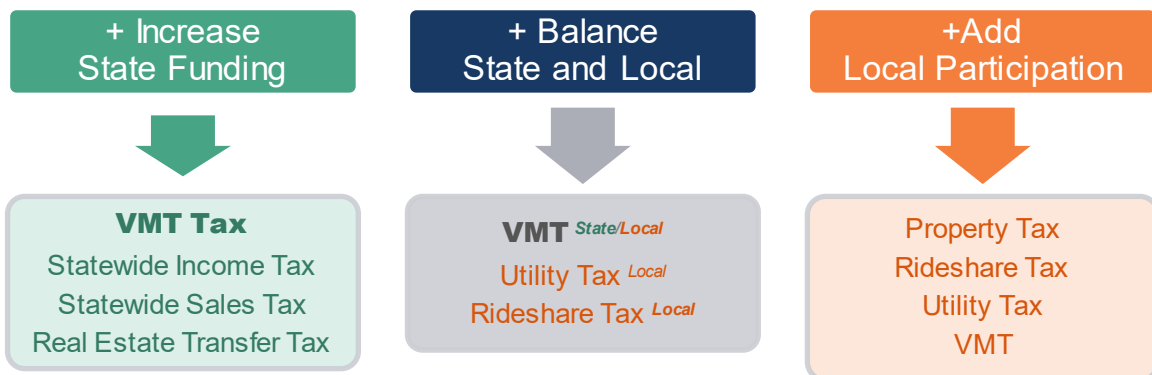 + Increase
State Funding
+ Balance
State and Local
+Add
Local Participation
VMT Tax
Statewide Income Tax
Statewide Sales Tax
Real Estate Transfer Tax
VMT State/Local
Utility Tax Local
Rideshare Tax Local
Property Tax
Rideshare Tax
Utility Tax
VMT